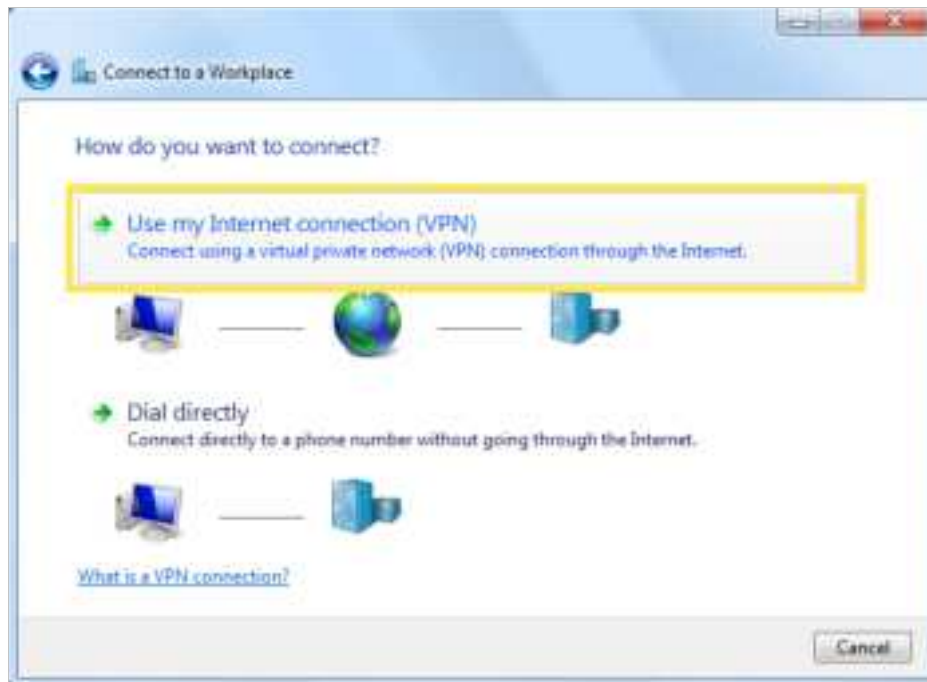 Connect to a Workplace
How do you want to connect?
Use my Internet connection (VPN)
Connect using a virtual private network (VPN) connection through the Internet.
Dial directly
Connect directly to a phone number without going through the Internet.
What is a VPN connection?
Cancel